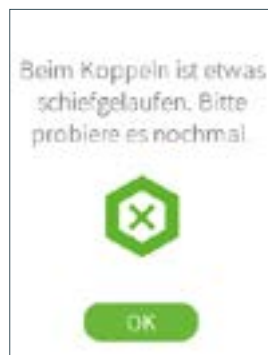 Beim Koppeln ist etwas
schiefgelaufen. Bitte
probiere es nochmal.
OK